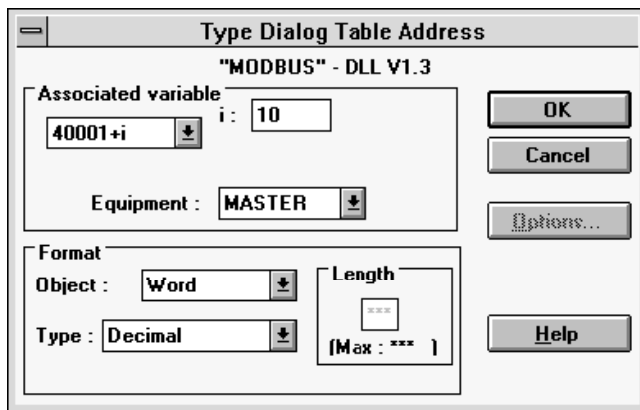 Type Dialog Table Address
"MODBUS" - DLL V1.3
Associated variable
40001+i
i : 10
Equipment : MASTER
OK
Cancel
Options...
Format
Object : Word
Type : Decimal
Length
***
(Max : *** )
Help